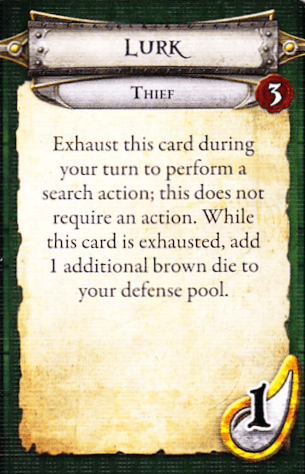 Lurk
Thief
3
Exhaust this card during
your turn to perform a
search action; this does not
require an action. While
this card is exhausted, add
1 additional brown die to
your defense pool.
1